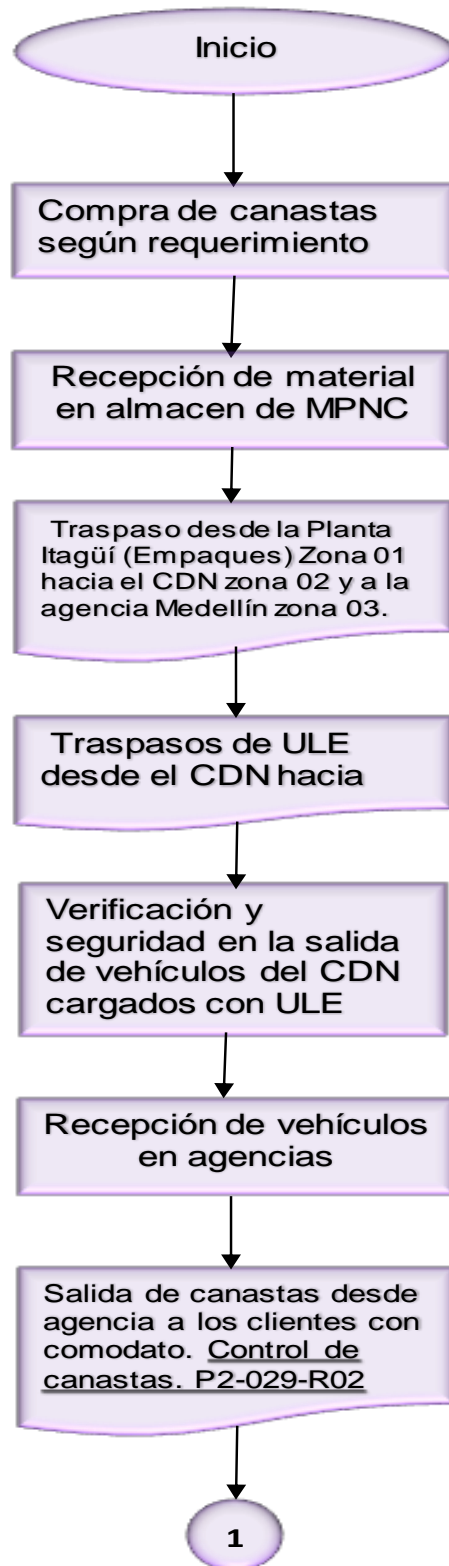 Inicio
Compra de canastas
según requerimiento
Recepción de material
en almacen de MPNC
Traspaso desde la Planta
Itagüí (Empaques) Zona 01
hacia el CDN zona 02 y a la
agencia Medellín zona 03.
Traspasos de ULE
desde el CDN hacia
Verificación y
seguridad en la salida
de vehículos del CDN
cargados con ULE
Recepción de vehículos
en agencias
Salida de canastas desde
agencia a los clientes con
comodato. Control de
canastas. P2-029-R02
1